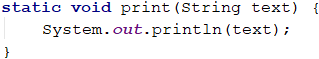 static void print(String text) {
    System.out.println(text);
}